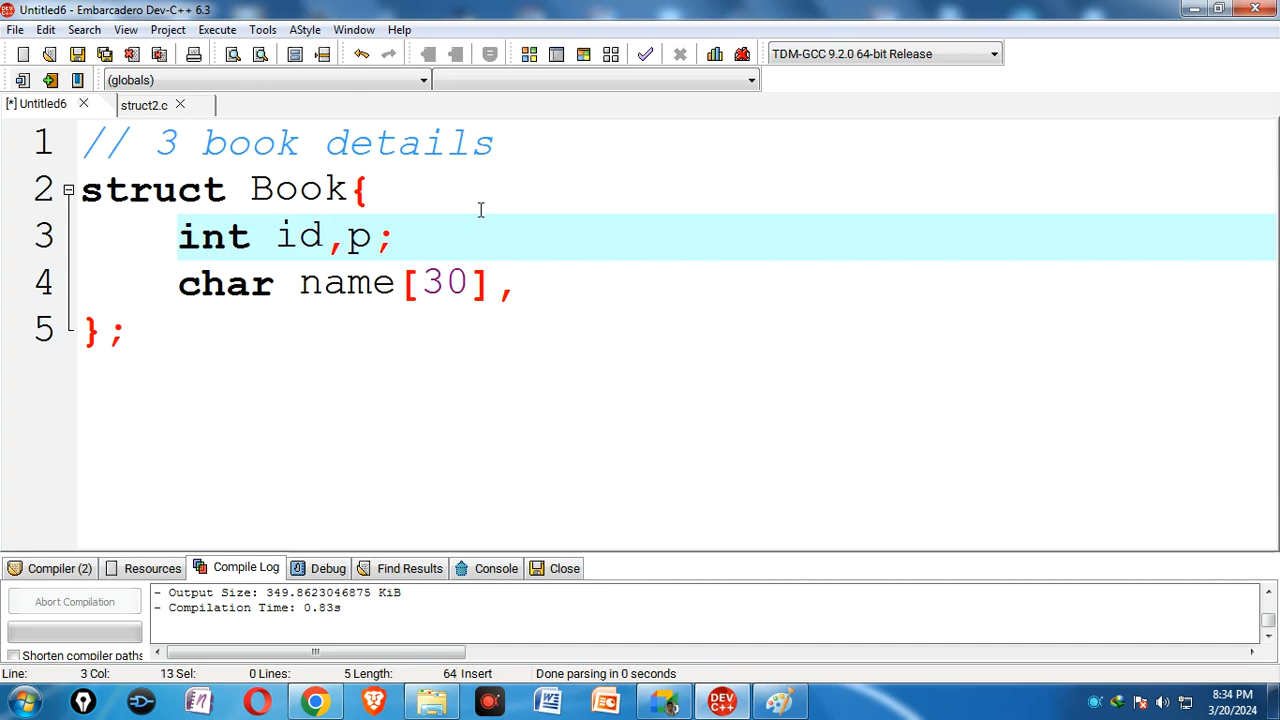 Untitled6 - Embarcadero Dev-C++ 6.3
File Edit Search View Project Execute Tools AStyle Window Help
TDM-GCC 9.2.0 64-bit Release
(globals)
[*] Untitled6 struct2.c
1 // 3 book details
2 struct Book{
3 int id,p;
4 char name[30],
5 };
Compiler (2) Resources Compile Log Debug Find Results Console Close
Abort Compilation
- Output Size: 349.8623046875 KiB
- Compilation Time: 0.83s
Shorten compiler paths
Line: 3 Col: 13 Sel: 0 Lines: 5 Length: 64 Insert Done parsing in 0 seconds
DEV C++
8:34 PM
3/20/2024